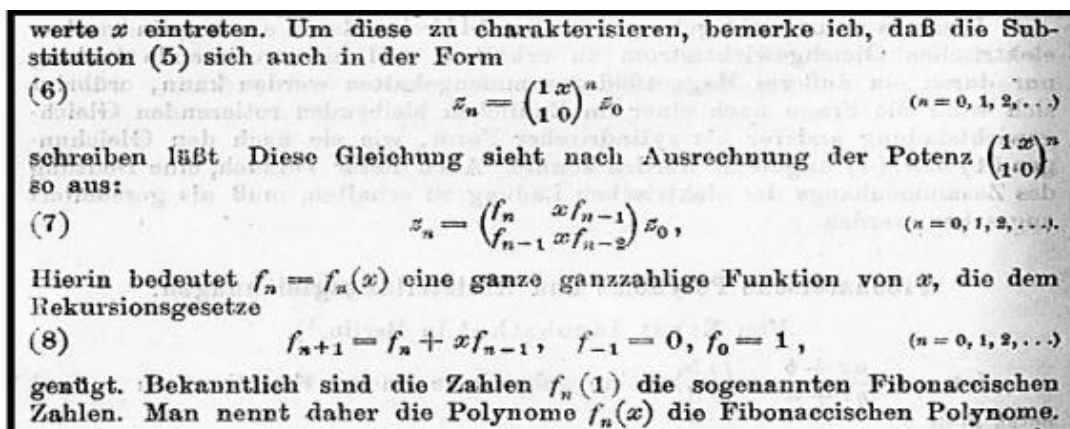 werte x eintreten. Um diese zu charakterisieren, bemerke ich, daß die Sub-
stitution (5) sich auch in der Form
(6) z_n = (1 x / 1 0)^n z_0 (n = 0, 1, 2, . . .)
schreiben läßt. Diese Gleichung sieht nach Ausrechnung der Potenz (1 x / 1 0)^n
so aus:
(7) z_n = (f_n x f_{n-1} / f_{n-1} x f_{n-2}) z_0, (n = 0, 1, 2, . . .).
Hierin bedeutet f_n = f_n(x) eine ganze ganzzahlige Funktion von x, die dem
Rekursionsgesetze
(8) f_{n+1} = f_n + x f_{n-1}, f_{-1} = 0, f_0 = 1, (n = 0, 1, 2, . . .)
genügt. Bekanntlich sind die Zahlen f_n(1) die sogenannten Fibonaccischen
Zahlen. Man nennt daher die Polynome f_n(x) die Fibonaccischen Polynome.